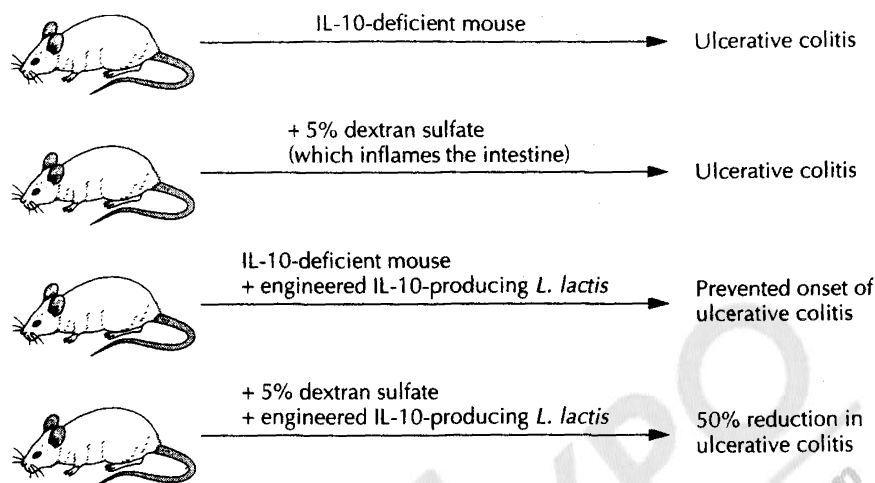 IL-10-deficient mouse
Ulcerative colitis
+ 5% dextran sulfate
(which inflames the intestine)
Ulcerative colitis
IL-10-deficient mouse
+ engineered IL-10-producing L. lactis
Prevented onset of
ulcerative colitis
+ 5% dextran sulfate
+ engineered IL-10-producing L. lactis
50% reduction in
ulcerative colitis